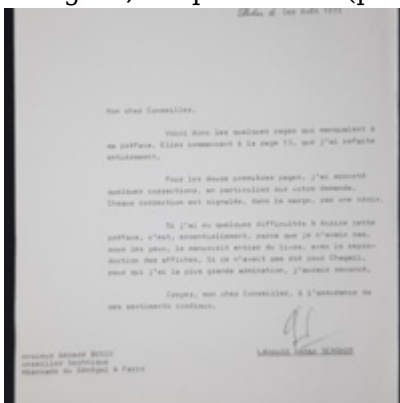 Mon cher Conseiller,
Voici donc les quelques pages qui manquaient à
ma préface. Elles commencent à la page 13, que j'ai refaite
entièrement.
Pour les douze premières pages, j'ai apporté
quelques corrections, en particulier sur votre demande.
Chaque correction est signalée, dans la marge, par une croix.
Si j'ai eu quelques difficultés à écrire cette
préface, c'est, essentiellement, parce que je n'avais pas,
sous les yeux, le manuscrit entier du livre, avec la repro-
duction des affiches. Si ce n'avait pas été pour Chagall,
pour qui j'ai la plus grande admiration, j'aurais renoncé.
Croyez, mon cher Conseiller, à l'assurance de
mes sentiments cordiaux.
Léopold Sédar SENGHOR
Monsieur Gérard
Conseiller technique
Ambassade du Sénégal à Paris